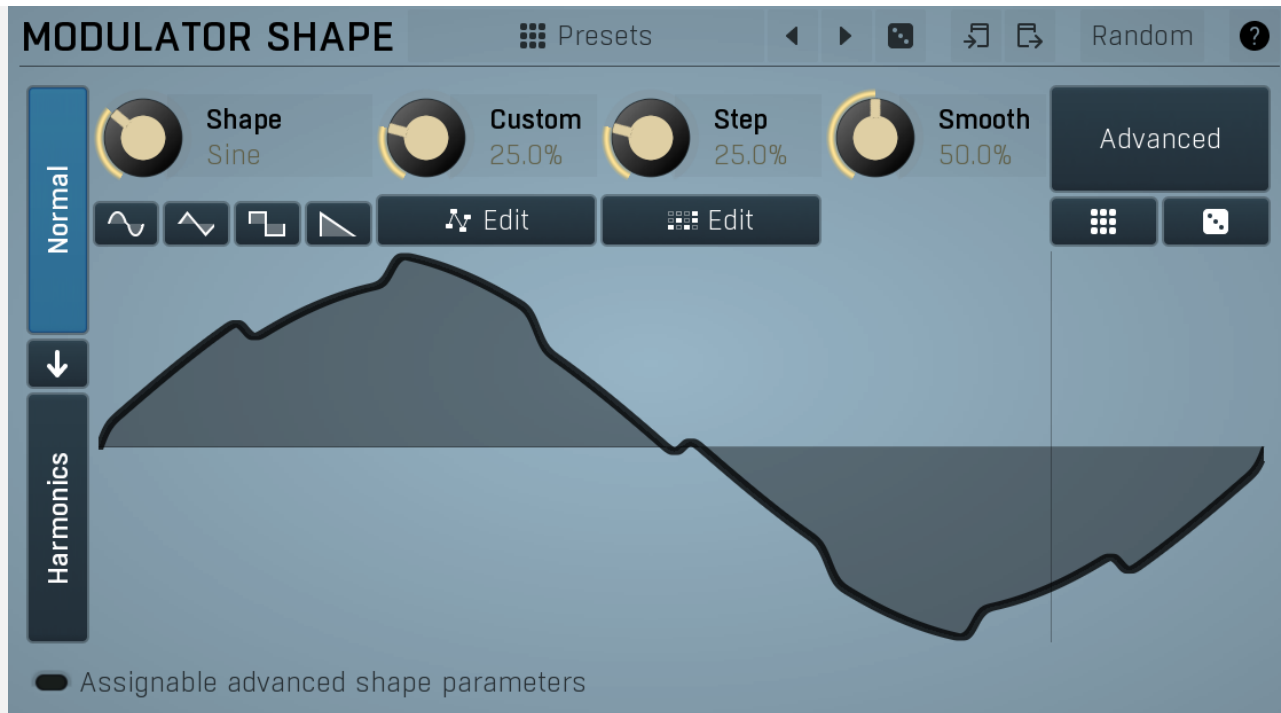 MODULATOR SHAPE
Presets
Random
?
Normal
Shape
Sine
Custom
25.0%
Step
25.0%
Smooth
50.0%
Advanced
Edit
Edit
Harmonics
Assignable advanced shape parameters